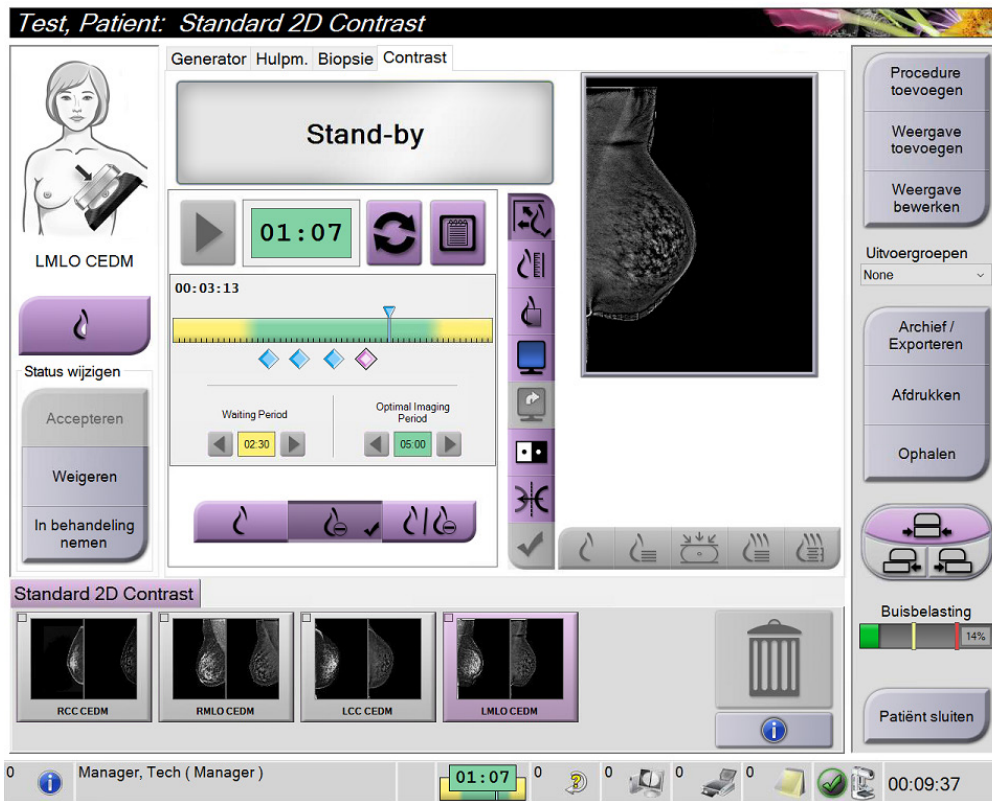 Test, Patient: Standard 2D Contrast
Generator Hulpm. Biopsie Contrast
Stand-by
LMLO CEDM
Status wijzigen
Accepteren
Weigeren
In behandeling
nemen
01:07
00:03:13
Waiting Period
02:30
Optimal Imaging
Period
05:00
Procedure
toevoegen
Weergave
toevoegen
Weergave
bewerken
Uitvoergroepen
None
Archief /
Exporteren
Afdrukken
Ophalen
Buisbelasting
14%
Patiënt sluiten
Standard 2D Contrast
RCC CEDM
RMLO CEDM
LCC CEDM
LMLO CEDM
0
Manager, Tech ( Manager )
01:07
0
0
0
0
00:09:37